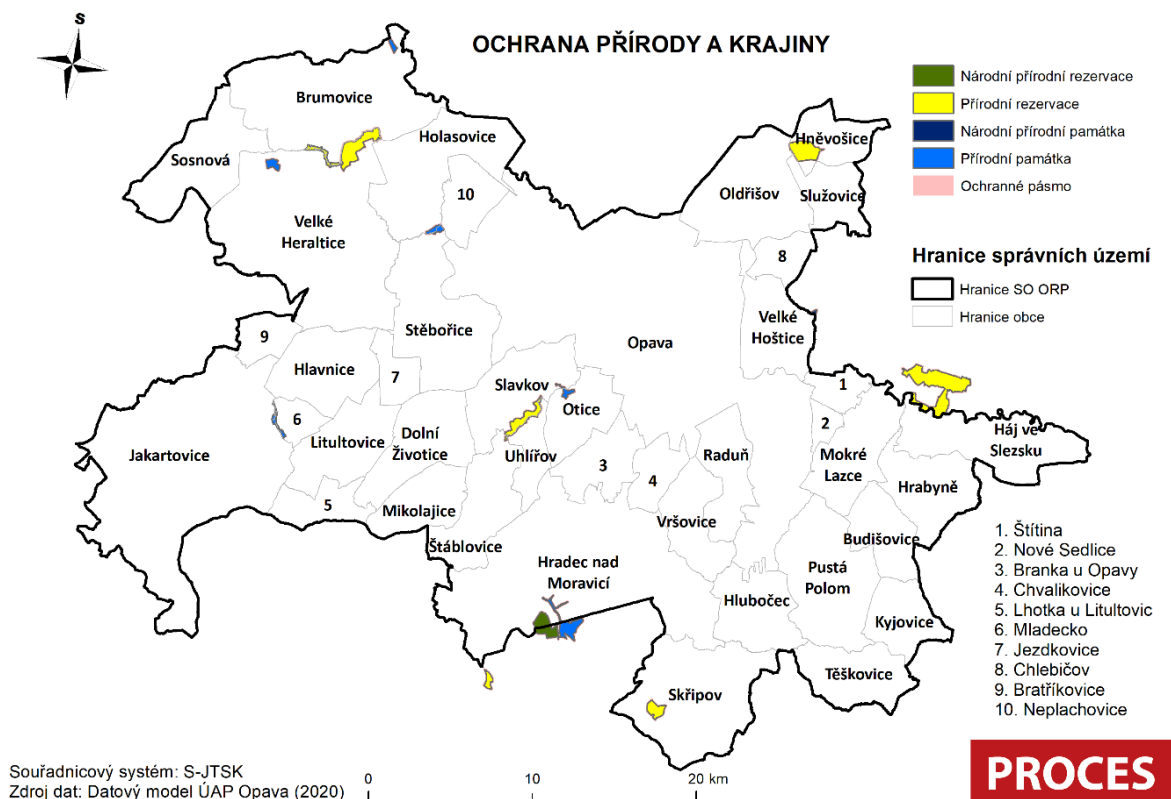 S
OCHRANA PŘÍRODY A KRAJINY
Národní přírodní rezervace
Přírodní rezervace
Národní přírodní památka
Přírodní památka
Ochranné pásmo
Hranice správních území
Hranice SO ORP
Hranice obce
Brumovice
Holasovice
Sosnová
10
Velké
Heraltice
Hněvošice
Oldřišov
Služovice
8
Velké
Hoštice
Opava
Stěbořice
9
Hlavnice
7
Slavkov
Otice
1
2
6
Litultovice
Dolní
Životice
Uhlířov
3
4
Raduň
Mokré
Lazce
Háj ve
Slezsku
Jakartovice
Hrabyně
5
Mikolajice
Vršovice
Štáblovice
Budišovice
Hradec nad
Moravicí
Pustá
Polom
Hlubočec
Kyjovice
Těškovice
Skřipov
1. Štítina
2. Nové Sedlice
3. Branka u Opavy
4. Chvalikovice
5. Lhotka u Litultovic
6. Mladecko
7. Jezdkovice
8. Chlebičov
9. Bratříkovice
10. Neplachovice
Souřadnicový systém: S-JTSK
Zdroj dat: Datový model ÚAP Opava (2020)
0 10 20 km
PROCES